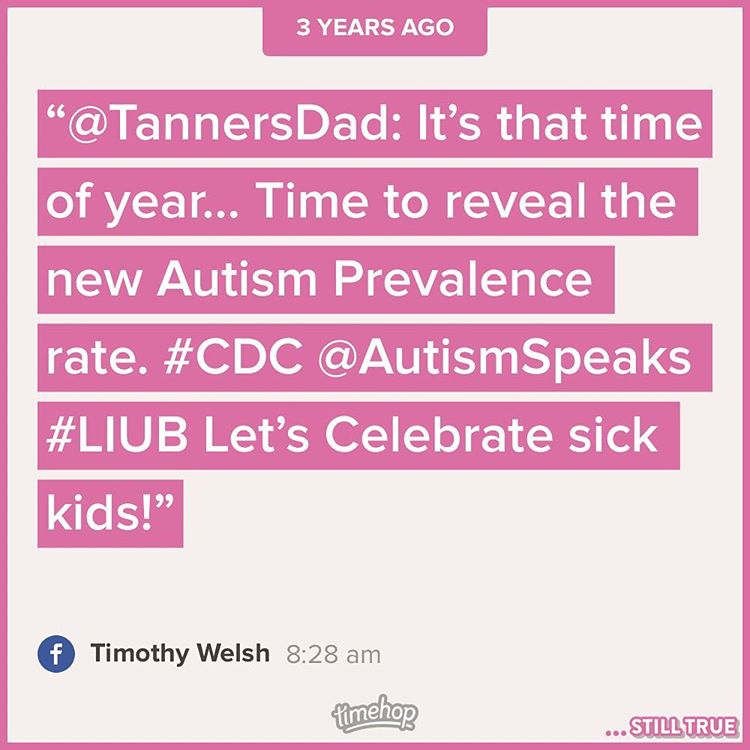 3 YEARS AGO
“@TannersDad: It’s that time
of year... Time to reveal the
new Autism Prevalence
rate. #CDC @AutismSpeaks
#LIUB Let’s Celebrate sick
kids!”
f Timothy Welsh 8:28 am
timehop
... STILL TRUE